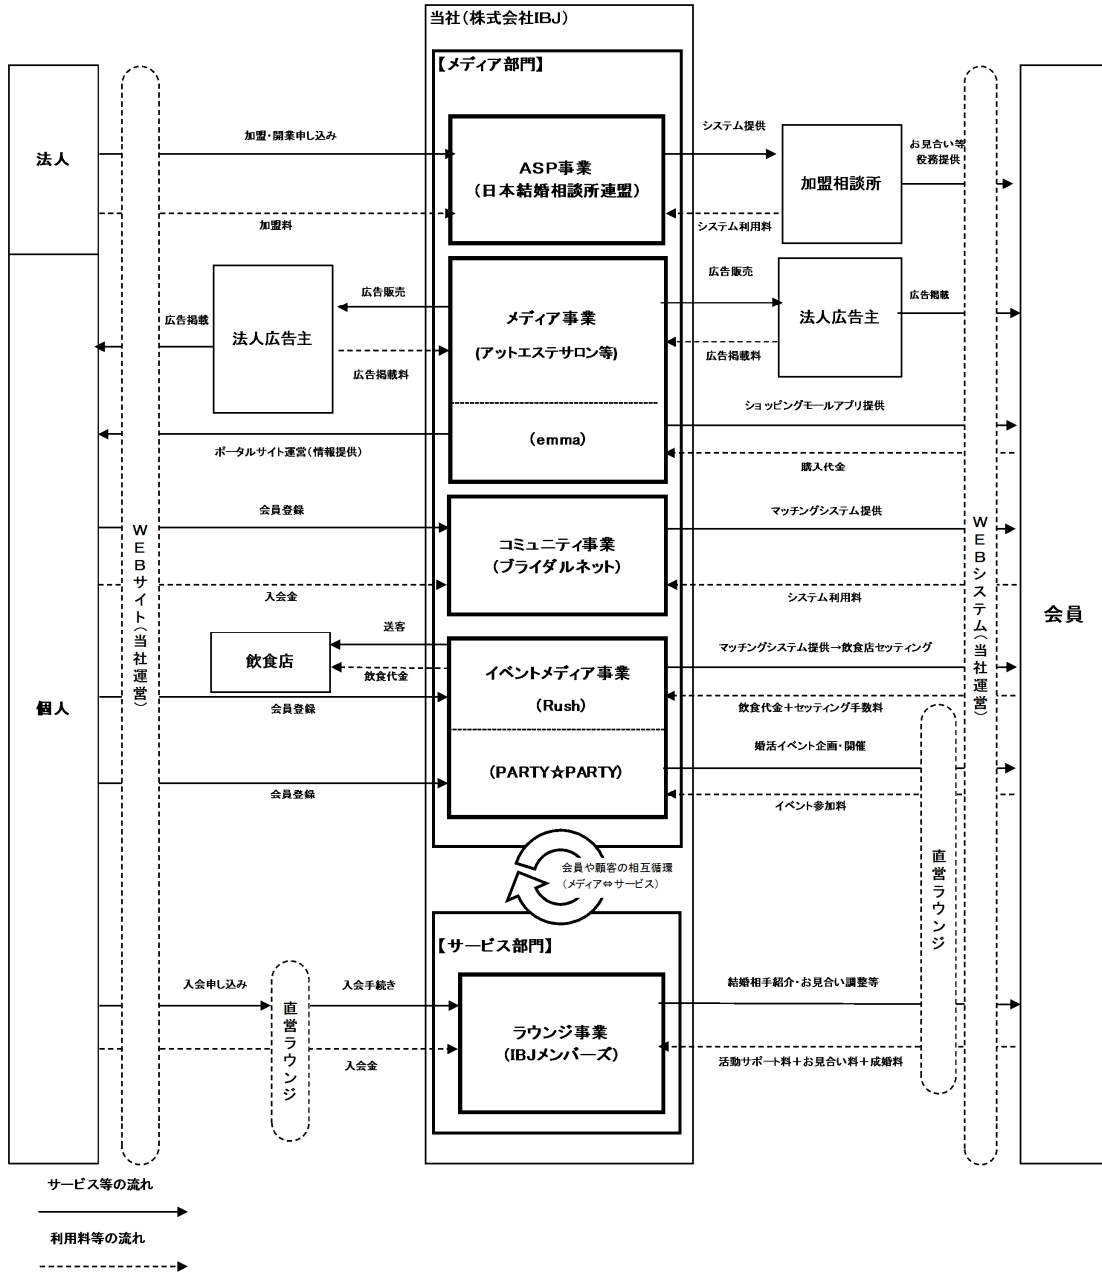 当社(株式会社IBJ)
【メディア部門】
法人
加盟・開業申し込み
加盟料
ASP事業
(日本結婚相談所連盟)
システム提供
システム利用料
加盟相談所
お見合い等
役務提供
広告掲載
法人広告主
広告販売
広告掲載料
メディア事業
(アットエステサロン等)
広告販売
広告掲載料
法人広告主
広告掲載
ポータルサイト運営(情報提供)
(emma)
ショッピングモールアプリ提供
購入代金
会員登録
入会金
コミュニティ事業
(ブライダルネット)
マッチングシステム提供
システム利用料
WEBサイト(当社運営)
WEBシステム(当社運営)
会員
個人
飲食店
送客
飲食代金
会員登録
イベントメディア事業
(Rush)
マッチングシステム提供→飲食店セッティング
飲食代金+セッティング手数料
会員登録
(PARTY☆PARTY)
婚活イベント企画・開催
イベント参加料
会員や顧客の相互循環
(メディア⇔サービス)
直営ラウンジ
【サービス部門】
入会申し込み
直営ラウンジ
入会手続き
入会金
ラウンジ事業
(IBJメンバーズ)
結婚相手紹介・お見合い調整等
活動サポート料+お見合い料+成婚料
サービス等の流れ
利用料等の流れ